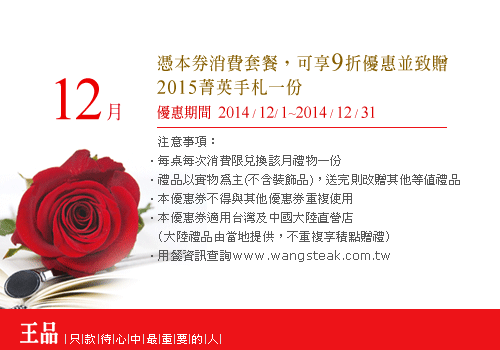 12月
憑本券消費套餐，可享9折優惠並致贈
2015菁英手札一份
優惠期間 2014/12/1~2014/12/31
注意事項：
·每桌每次消費限兌換該月禮物一份
·禮品以實物為主(不含裝飾品)，送完則改贈其他等值禮品
·本優惠券不得與其他優惠券重複使用
·本優惠券適用台灣及中國大陸直營店
(大陸禮品由當地提供，不重複享積點贈禮)
·用餐資訊查詢www.wangsteak.com.tw
王品 |只|款|待|心|中|最|重|要|的|人|